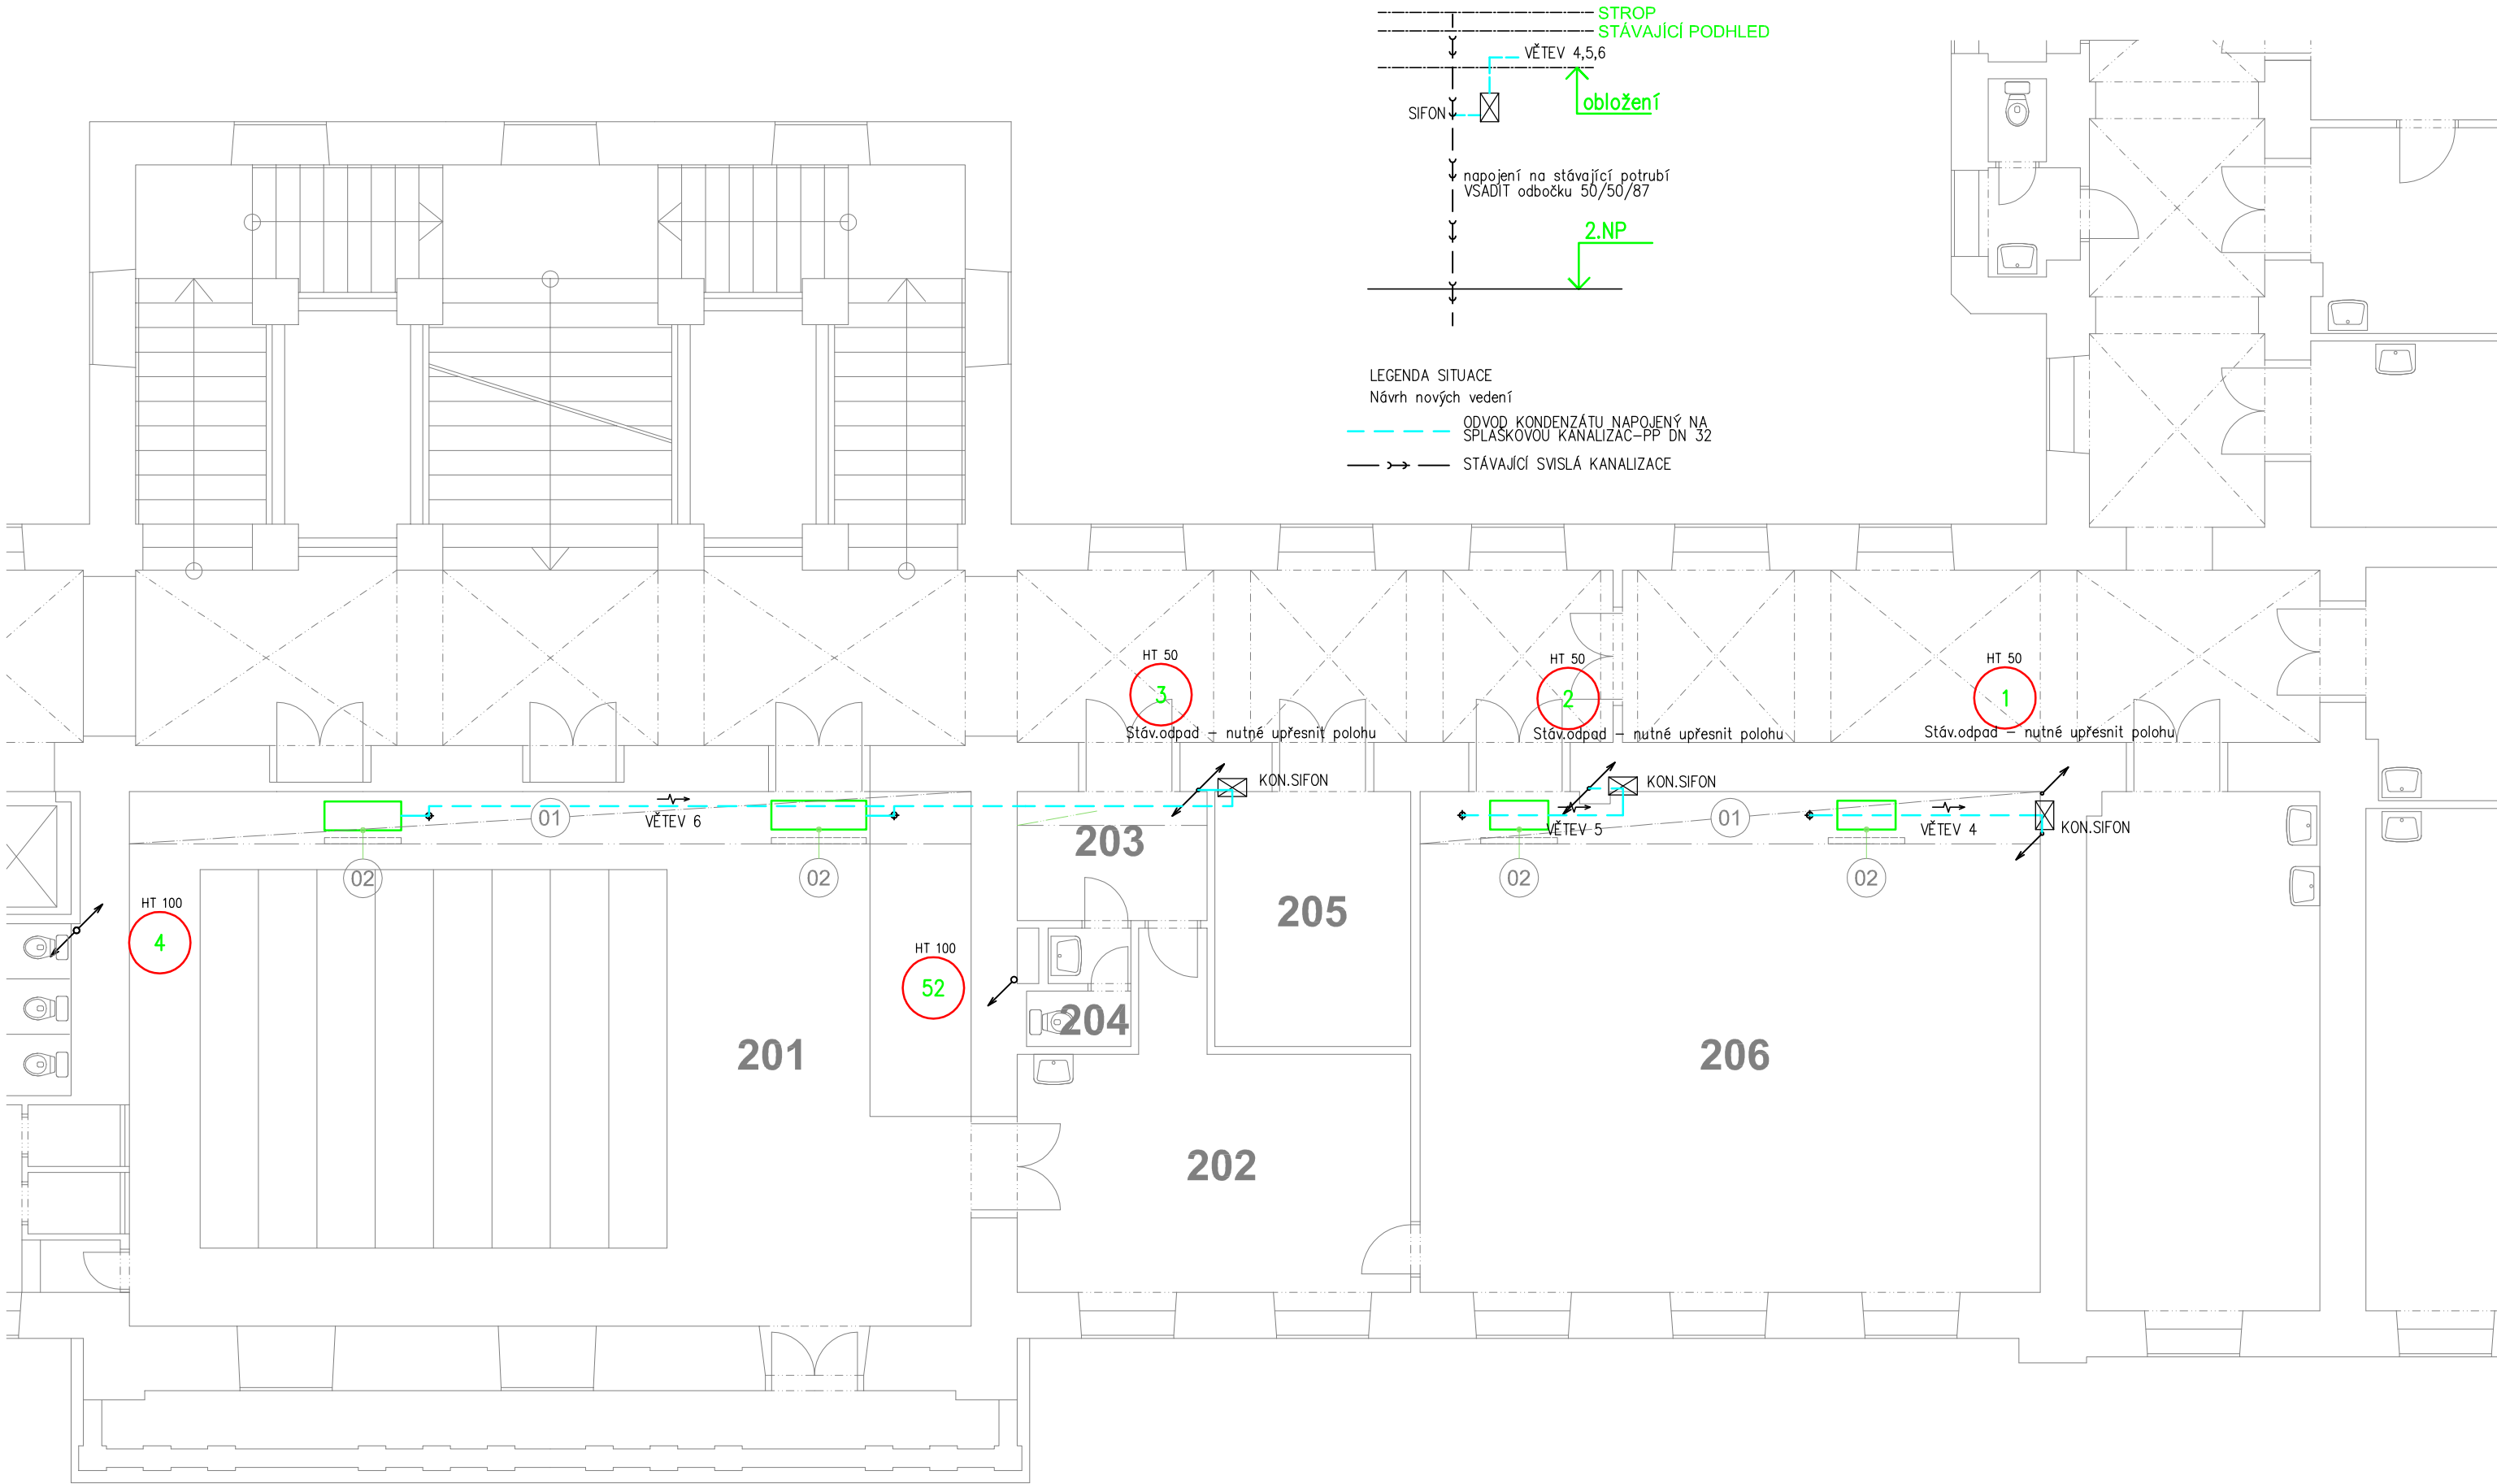 STROP
STÁVAJÍCÍ PODHLED
VĚTEV 4,5,6
obložení
SIFON
napojení na stávající potrubí
VSADIT odbočku 50/50/87
2.NP
LEGENDA SITUACE
Návrh nových vedení
ODVOD KONDENZÁTU NAPOJENÝ NA
SPLAŠKOVOU KANALIZAC-PP DN 32
STÁVAJÍCÍ SVISLÁ KANALIZACE
HT 50
3
Stáv.odpad - nutné upřesnit polohu
HT 50
2
Stáv.odpad - nutné upřesnit polohu
HT 50
1
Stáv.odpad - nutné upřesnit polohu
KON.SIFON
KON.SIFON
KON.SIFON
01
VĚTEV 6
VĚTEV 5
01
VĚTEV 4
02
02
02
02
203
205
HT 100
4
HT 100
52
204
201
206
202